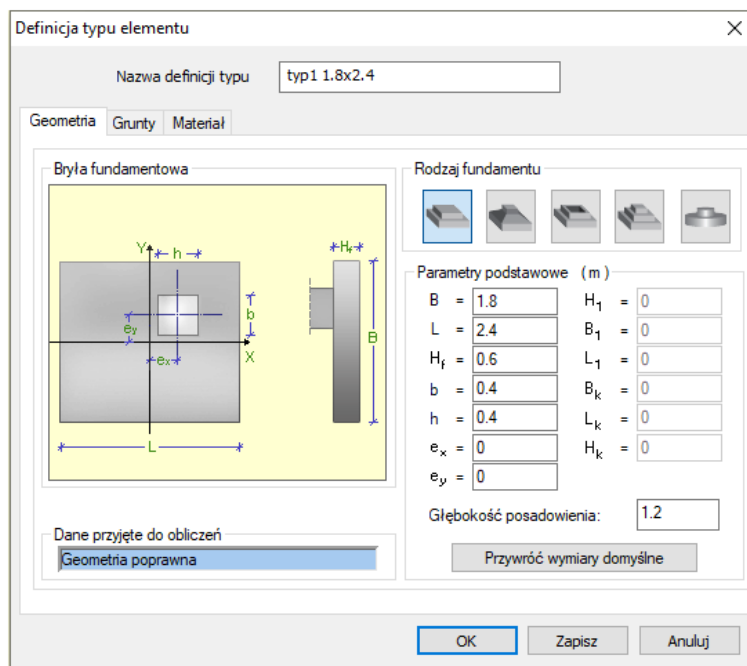 Definicja typu elementu
Nazwa definicji typu typ1 1.8x2.4
Geometria Grunty Materiał
Bryła fundamentowa
Y
h
Hf
b
ey
X
B
ex
L
Dane przyjęte do obliczeń
Geometria poprawna
Rodzaj fundamentu
Parametry podstawowe ( m )
B = 1.8 H1 = 0
L = 2.4 B1 = 0
Hf = 0.6 L1 = 0
b = 0.4 Bk = 0
h = 0.4 Lk = 0
ex = 0 Hk = 0
ey = 0
Głębokość posadowienia: 1.2
Przywróć wymiary domyślne
OK Zapisz Anuluj